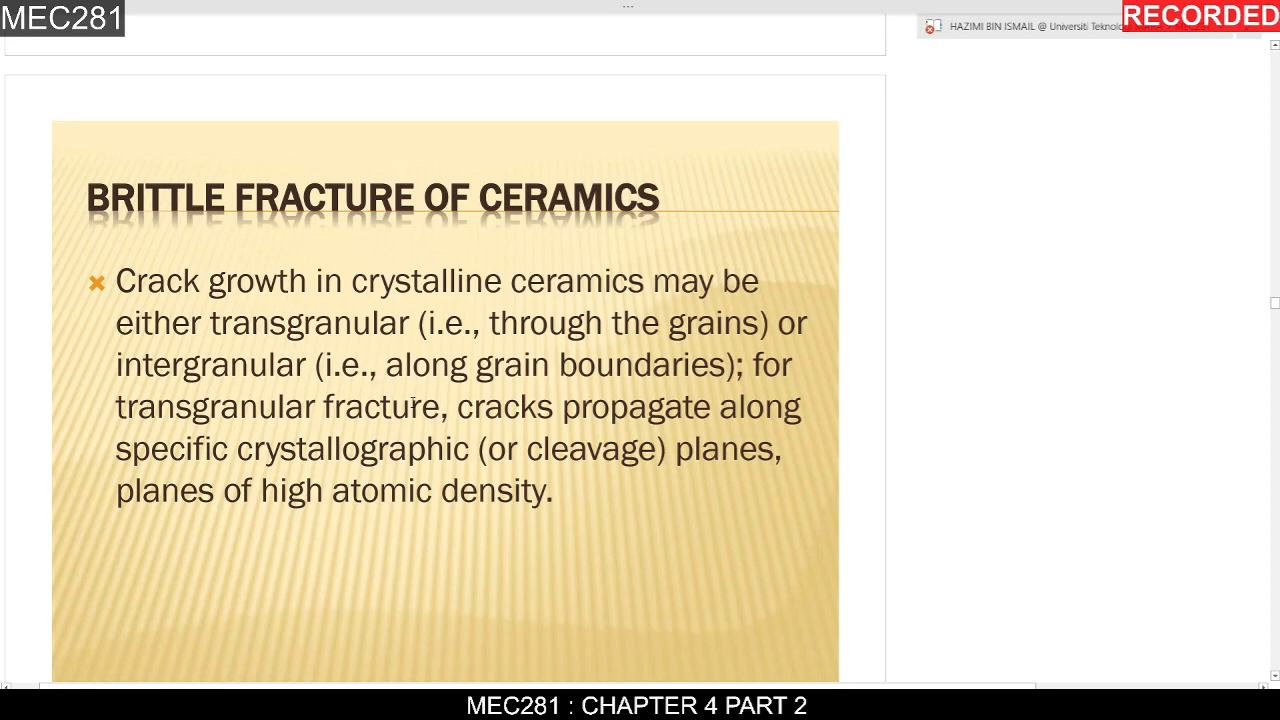 MEC281
RECORDED
HAZIMI BIN ISMAIL @ Universiti Teknolo
BRITTLE FRACTURE OF CERAMICS
Crack growth in crystalline ceramics may be
either transgranular (i.e., through the grains) or
intergranular (i.e., along grain boundaries); for
transgranular fracture, cracks propagate along
specific crystallographic (or cleavage) planes,
planes of high atomic density.
MEC281 : CHAPTER 4 PART 2